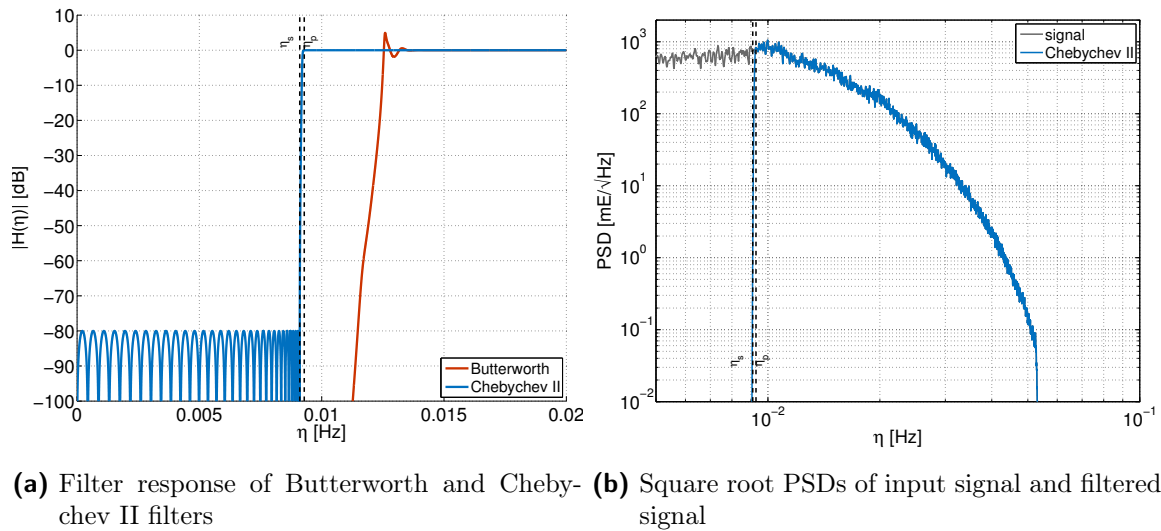 10
0
−10
−20
−30
−40
−50
−60
−70
−80
−90
−100
|H(η)| [dB]
ηs
ηp
Butterworth
Chebychev II
0
0.005
0.01
0.015
0.02
η [Hz]
10³
10²
10¹
10⁰
10⁻¹
10⁻²
PSD [mE/√Hz]
signal
Chebychev II
ηs
ηp
10⁻²
10⁻¹
η [Hz]
(a) Filter response of Butterworth and Cheby-
chev II filters
(b) Square root PSDs of input signal and filtered
signal